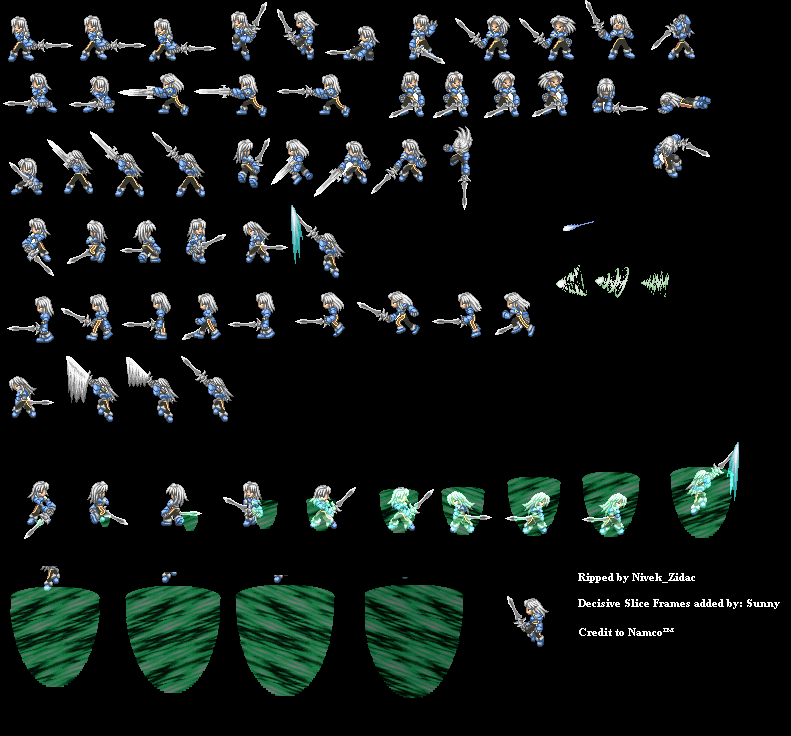 Ripped by Nivek_Zidac
Decisive Slice Frames added by: Sunny
Credit to Namco™